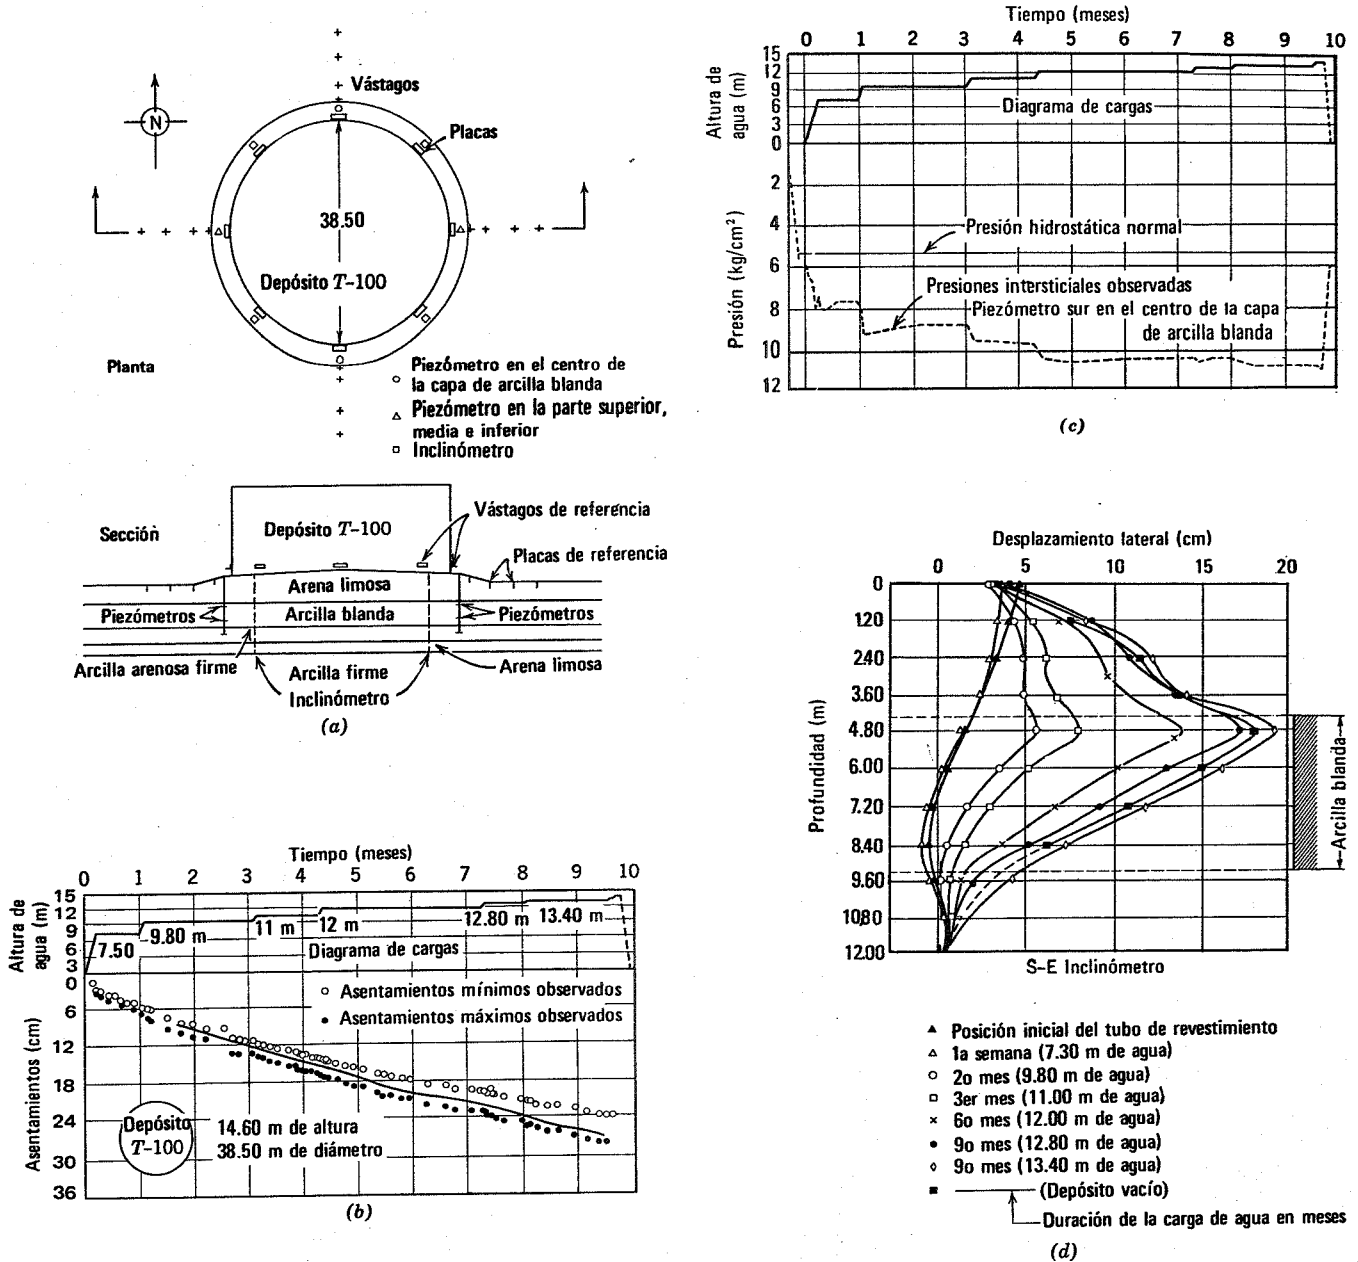 N
Vástagos
Placas
38.50
Depósito T-100
Planta
Piezómetro en el centro de
la capa de arcilla blanda
Piezómetro en la parte superior,
media e inferior
Inclinómetro
Sección
Depósito T-100
Vástagos de referencia
Placas de referencia
Arena limosa
Piezómetros
Arcilla blanda
Piezómetros
Arcilla arenosa firme
Arcilla firme
Arena limosa
Inclinómetro
(a)
Tiempo (meses)
0 1 2 3 4 5 6 7 8 9 10
Altura de
agua (m)
15
12
9
6
3
0
7.50
9.80 m
11 m
12 m
12.80 m
13.40 m
Diagrama de cargas
Asentamientos (cm)
6
12
18
24
30
36
Asentamientos mínimos observados
Asentamientos máximos observados
Depósito
T-100
14.60 m de altura
38.50 m de diámetro
(b)
Tiempo (meses)
0 1 2 3 4 5 6 7 8 9 10
Altura de
agua (m)
15
12
9
6
3
0
Diagrama de cargas
Presión (kg/cm²)
2
4
6
8
10
12
Presión hidrostática normal
Presiones intersticiales observadas
Piezómetro sur en el centro de la capa
de arcilla blanda
(c)
Desplazamiento lateral (cm)
0 5 10 15 20
Profundidad (m)
0
120
240
3.60
4.80
6.00
7.20
8.40
9.60
1080
12.00
Arcilla blanda
S-E Inclinómetro
Posición inicial del tubo de revestimiento
1a semana (7.30 m de agua)
2o mes (9.80 m de agua)
3er mes (11.00 m de agua)
6o mes (12.00 m de agua)
9o mes (12.80 m de agua)
9o mes (13.40 m de agua)
(Depósito vacío)
Duración de la carga de agua en meses
(d)